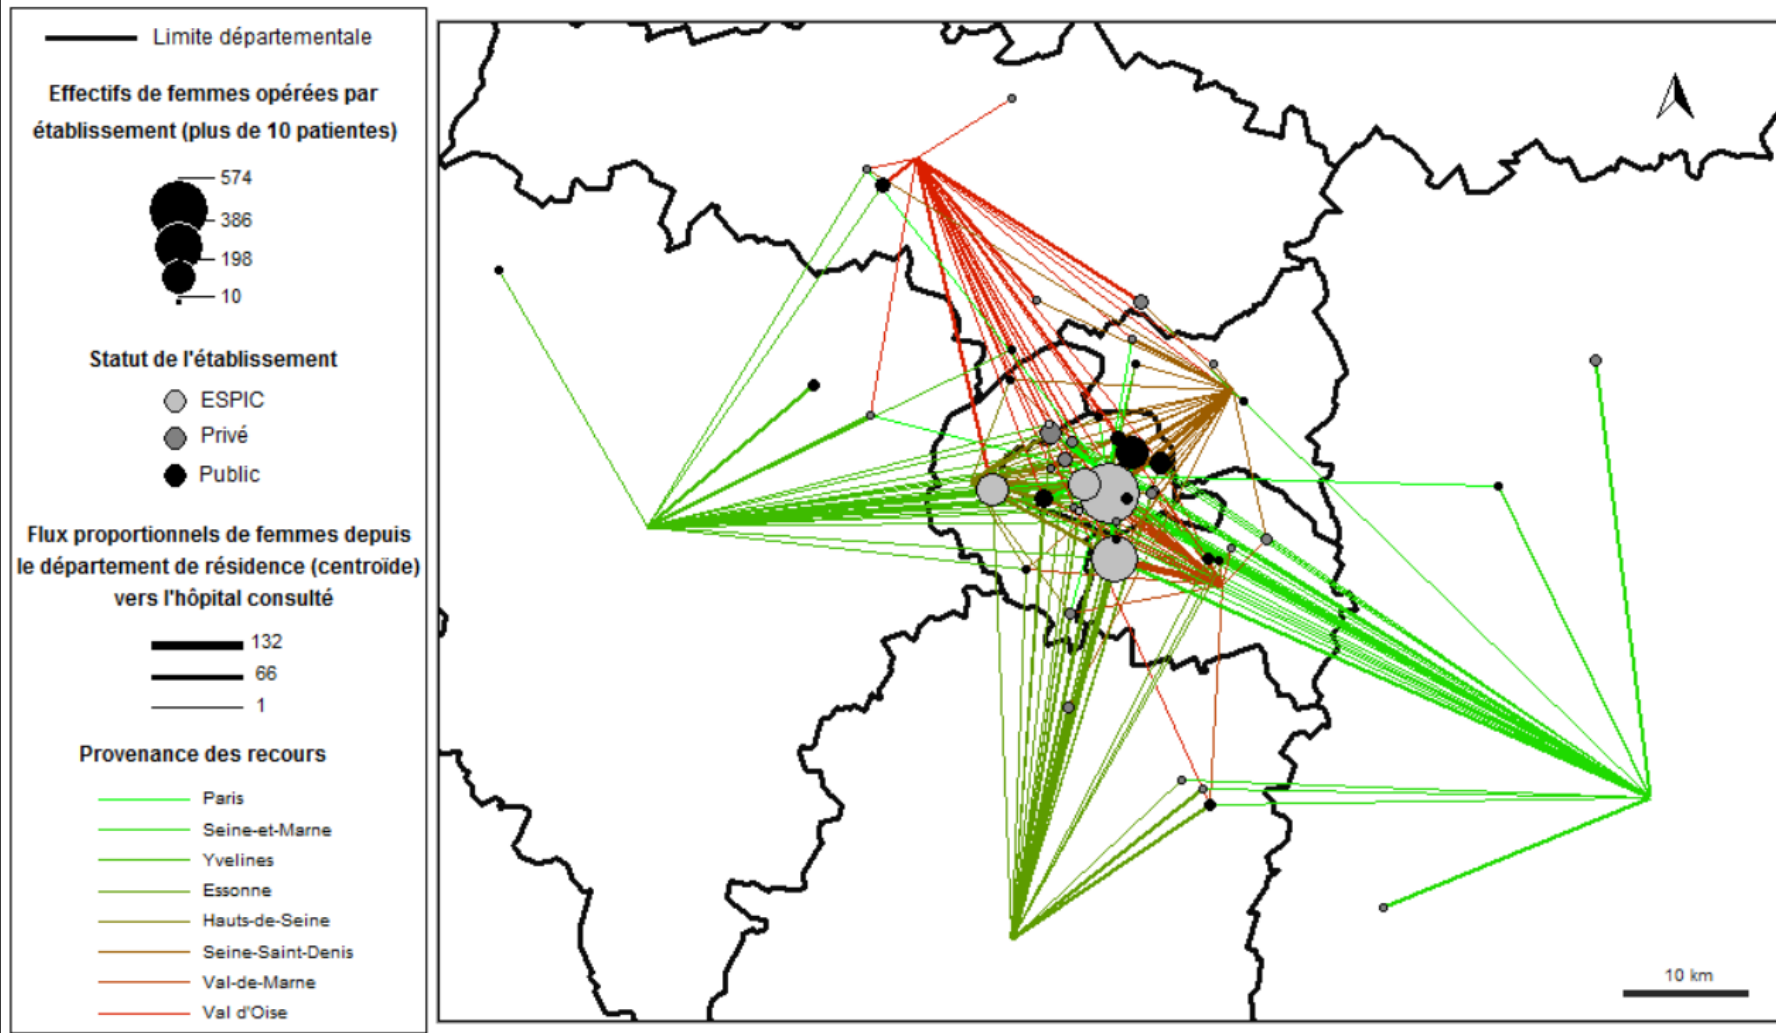 Limite départementale
Effectifs de femmes opérées par
établissement (plus de 10 patientes)
574
386
198
10
Statut de l'établissement
ESPIC
Privé
Public
Flux proportionnels de femmes depuis
le département de résidence (centroïde)
vers l'hôpital consulté
132
66
1
Provenance des recours
Paris
Seine-et-Marne
Yvelines
Essonne
Hauts-de-Seine
Seine-Saint-Denis
Val-de-Marne
Val d'Oise
10 km